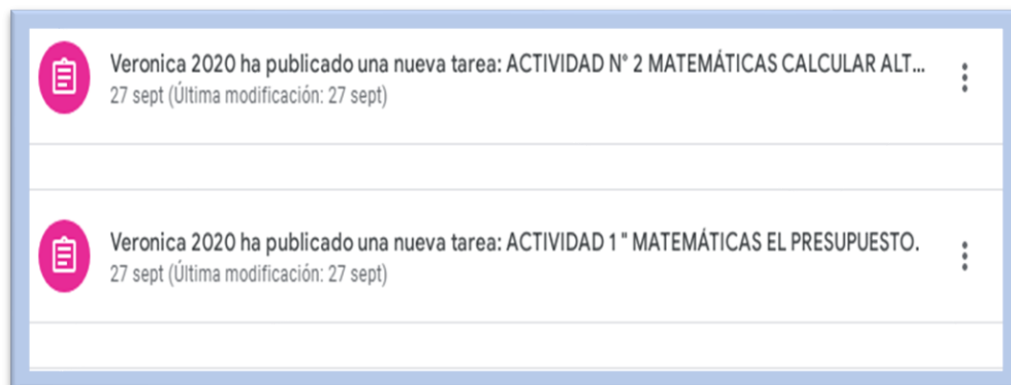 Veronica 2020 ha publicado una nueva tarea: ACTIVIDAD N° 2 MATEMÁTICAS CALCULAR ALT...
27 sept (Última modificación: 27 sept)
Veronica 2020 ha publicado una nueva tarea: ACTIVIDAD 1 " MATEMÁTICAS EL PRESUPUESTO.
27 sept (Última modificación: 27 sept)